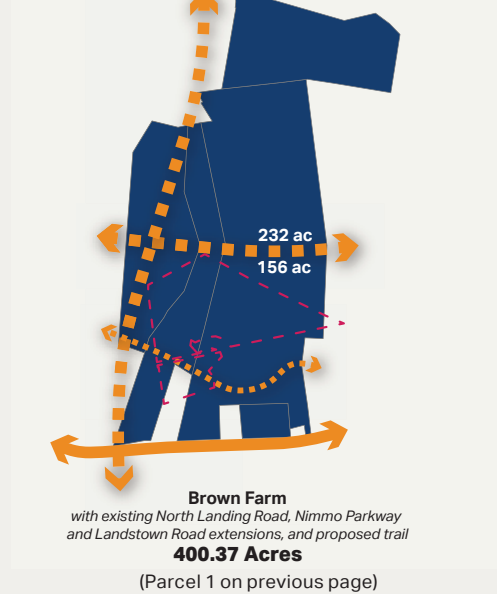 232 ac
156 ac
Brown Farm
with existing North Landing Road, Nimmo Parkway
and Landstown Road extensions, and proposed trail
400.37 Acres
(Parcel 1 on previous page)